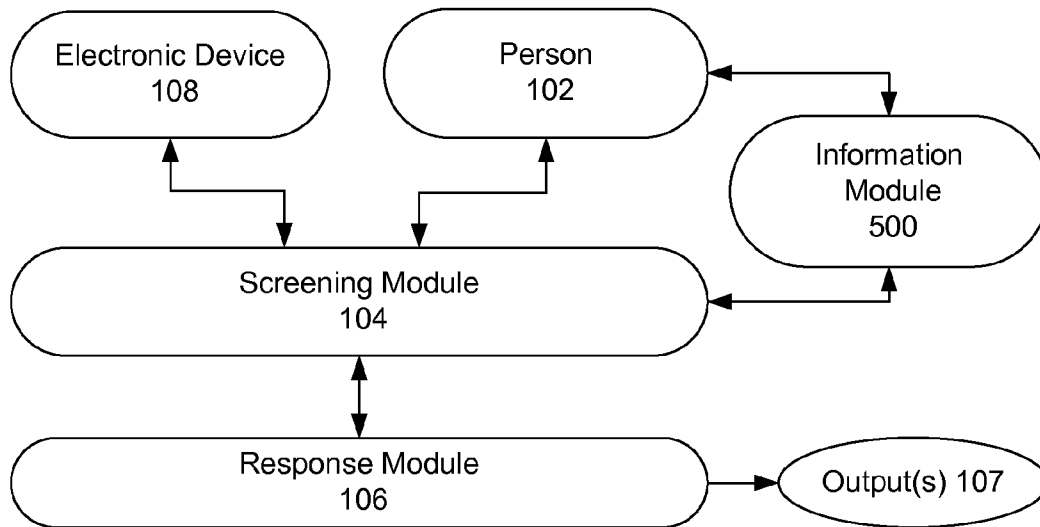 Electronic Device
108
Person
102
Information
Module
500
Screening Module
104
Response Module
106
Output(s) 107